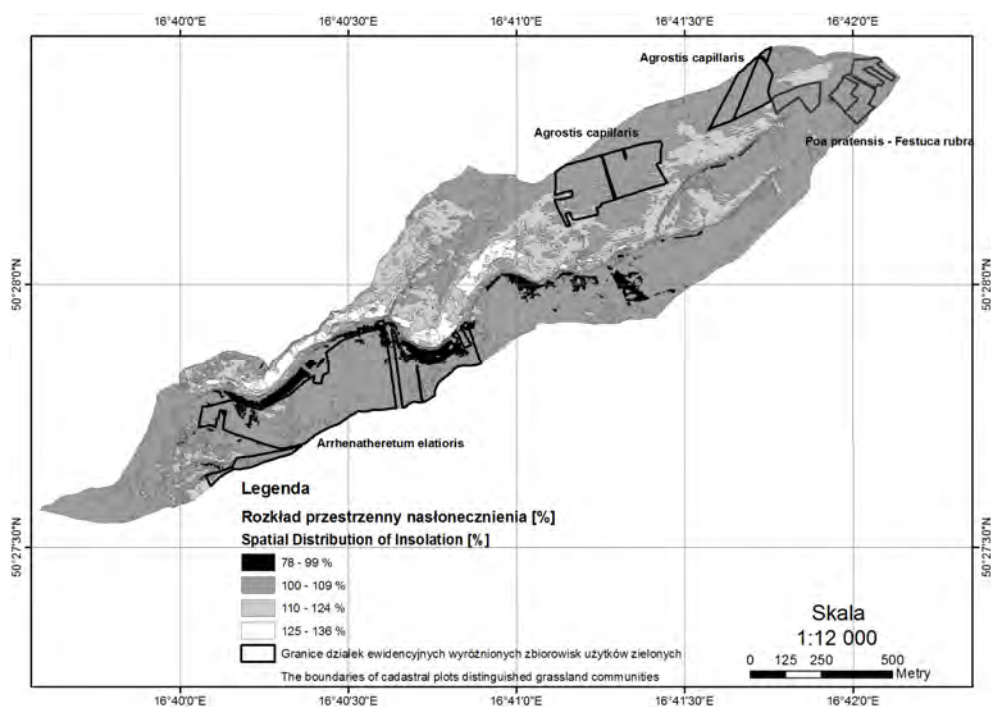 16°40'0"E 16°40'30"E 16°41'0"E 16°41'30"E 16°42'0"E
Agrostis capillaris
Agrostis capillaris
Poa pratensis - Festuca rubra
50°28'0"N 50°28'0"N
Arrhenatheretum elatioris
Legenda
Rozkład przestrzenny nasłonecznienia [%]
Spatial Distribution of Insolation [%]
50°27'30"N 50°27'30"N
78 - 99 %
100 - 109 %
110 - 124 %
125 - 136 %
Granice działek ewidencyjnych wyróżnionych zbiorowisk użytków zielonych
The boundaries of cadastral plots distinguished grassland communities
Skala
1:12 000
0 125 250 500
Metry
16°40'0"E 16°40'30"E 16°41'0"E 16°41'30"E 16°42'0"E